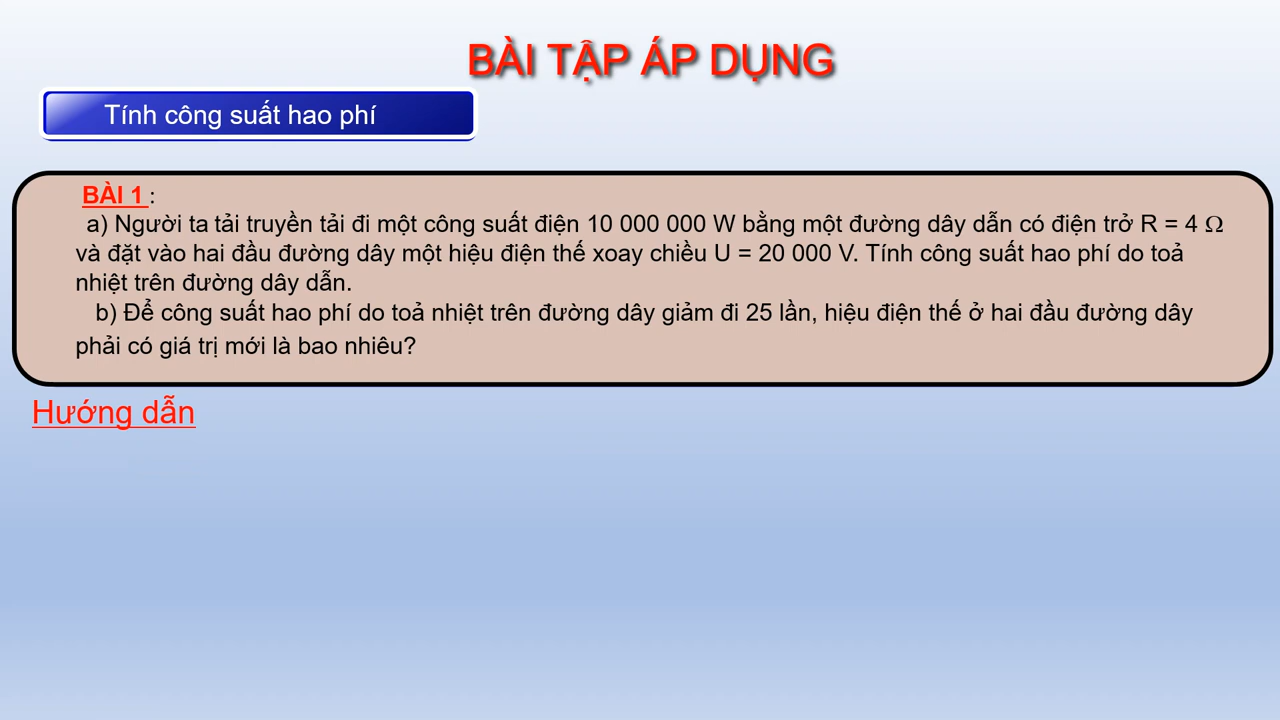 BÀI TẬP ÁP DỤNG
Tính công suất hao phí
BÀI 1 :
a) Người ta tải truyền tải đi một công suất điện 10 000 000 W bằng một đường dây dẫn có điện trở R = 4 Ω
và đặt vào hai đầu đường dây một hiệu điện thế xoay chiều U = 20 000 V. Tính công suất hao phí do toả
nhiệt trên đường dây dẫn.
b) Để công suất hao phí do toả nhiệt trên đường dây giảm đi 25 lần, hiệu điện thế ở hai đầu đường dây
phải có giá trị mới là bao nhiêu?
Hướng dẫn